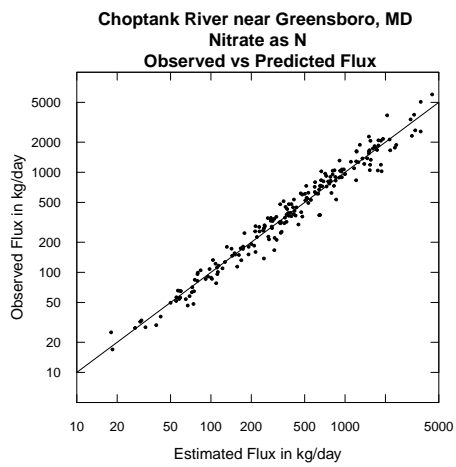 Choptank River near Greensboro, MD
Nitrate as N
Observed vs Predicted Flux
Observed Flux in kg/day
5000
2000
1000
500
200
100
50
20
10
10 20 50 100 200 500 1000 5000
Estimated Flux in kg/day